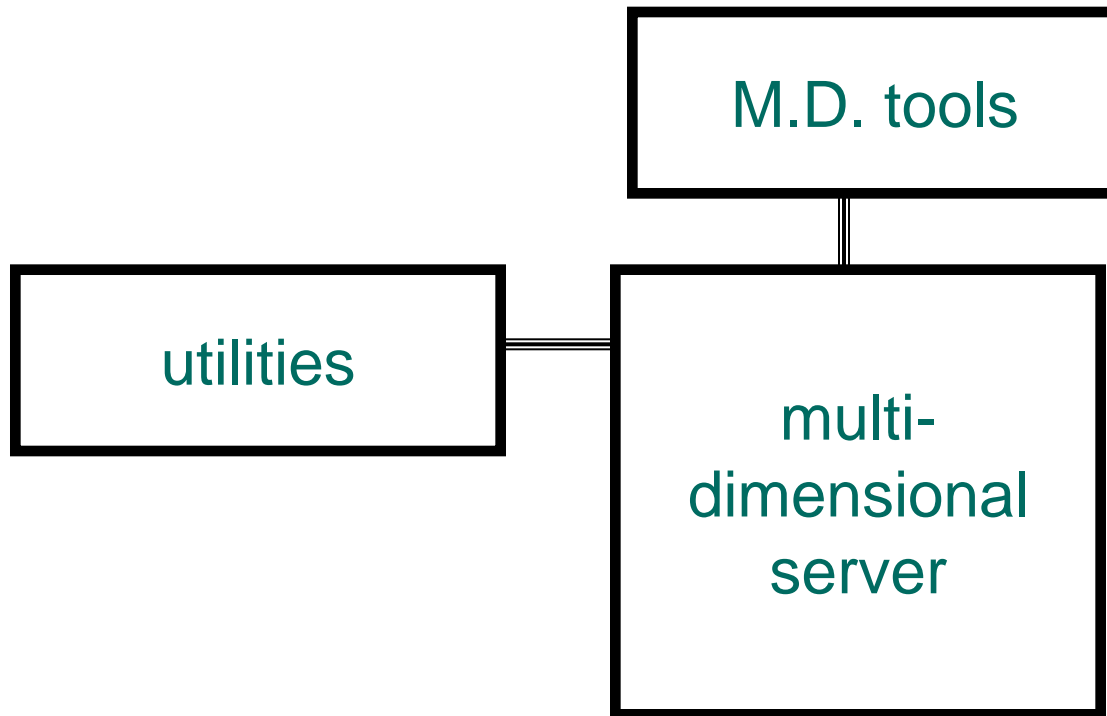 M.D. tools
utilities
multi-
dimensional
server